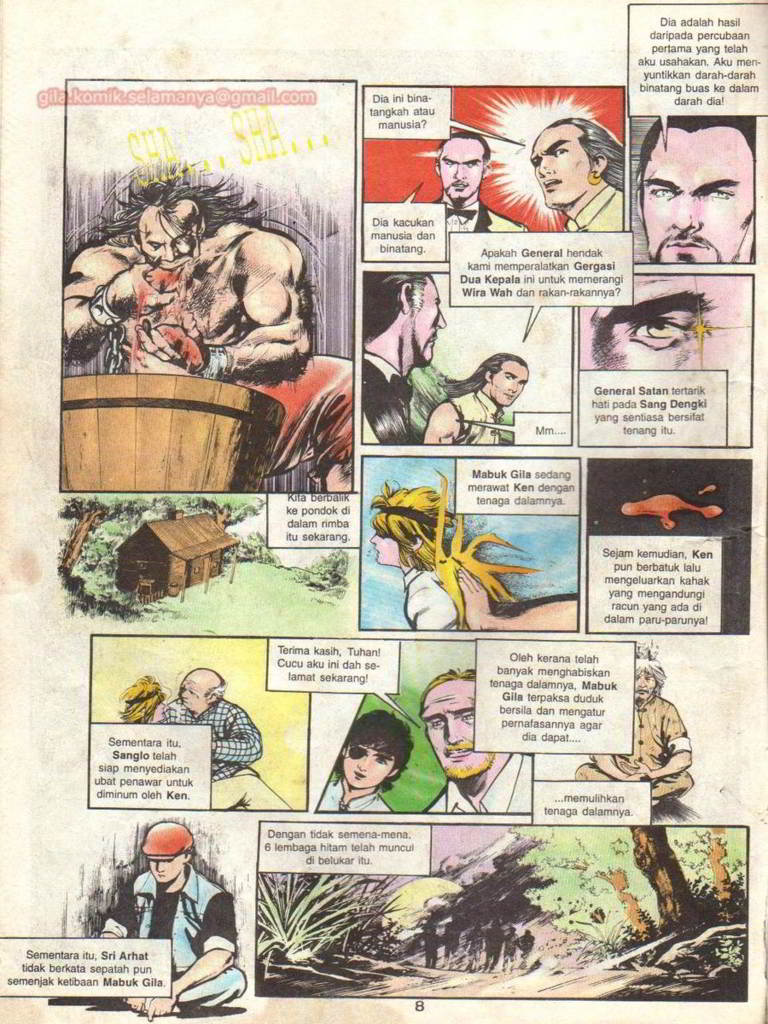 gila.komik.selamanya@gmail.com
SHA... SHA...
Dia ini bina-
tangkah atau
manusia?
Dia kacukan
manusia dan
binatang.
Dia adalah hasil
daripada percubaan
pertama yang telah
aku usahakan. Aku men-
yuntikkan darah-darah
binatang buas ke dalam
darah dia!
Apakah General hendak
kami memperalatkan Gergasi
Dua Kepala ini untuk memerangi
Wira Wah dan rakan-rakannya?
Mm....
General Satan tertarik
hati pada Sang Dengki
yang sentiasa bersifat
tenang itu.
Kita berbalik
ke pondok di
dalam rimba
itu sekarang.
Mabuk Gila sedang
merawat Ken dengan
tenaga dalamnya.
Sejam kemudian, Ken
pun berbatuk lalu
mengeluarkan kahak
yang mengandungi
racun yang ada di
dalam paru-parunya!
Sementara itu,
Sanglo telah
siap menyediakan
ubat penawar untuk
diminum oleh Ken.
Terima kasih, Tuhan!
Cucu aku ini dah se-
lamat sekarang!
Oleh kerana telah
banyak menghabiskan
tenaga dalamnya, Mabuk
Gila terpaksa duduk
bersila dan mengatur
pernafasannya agar
dia dapat....
...memulihkan
tenaga dalamnya.
Sementara itu, Sri Arhat
tidak berkata sepatah pun
semenjak ketibaan Mabuk Gila.
Dengan tidak semena-mena,
6 lembaga hitam telah muncul
di belukar itu.
8